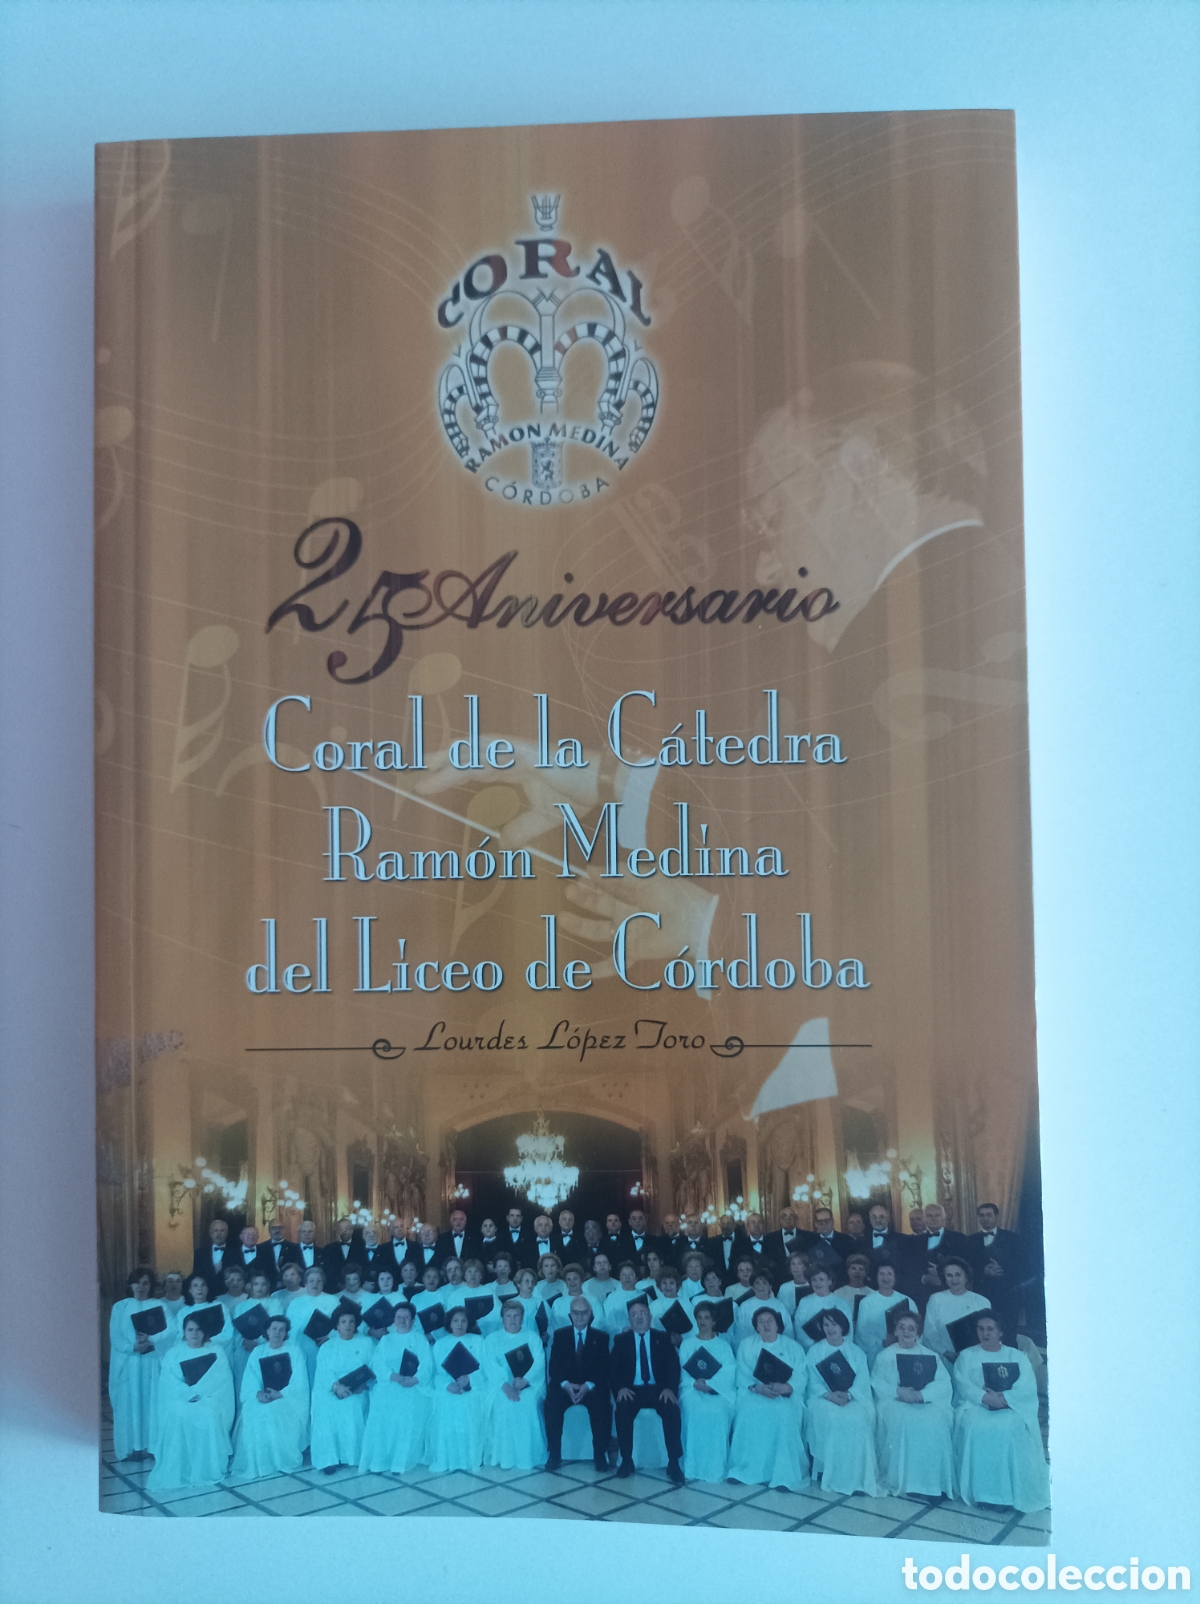 CORAL
RAMON MEDINA
CÓRDOBA
25 Aniversario
Coral de la Cátedra
Ramón Medina
del Liceo de Córdoba
Lourdes López Toro
todocoleccion